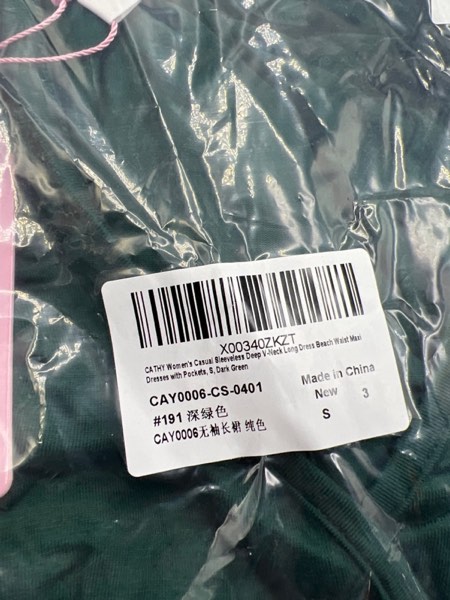 X00340ZKZT
CATHY Women's Casual Sleeveless Deep V-Neck Long Dress Beach Waist Maxi
Dresses with Pockets, S, Dark Green
CAY0006-CS-0401
Made in China
New
#191 深绿色
S 3
CAY0006无袖长裙 纯色